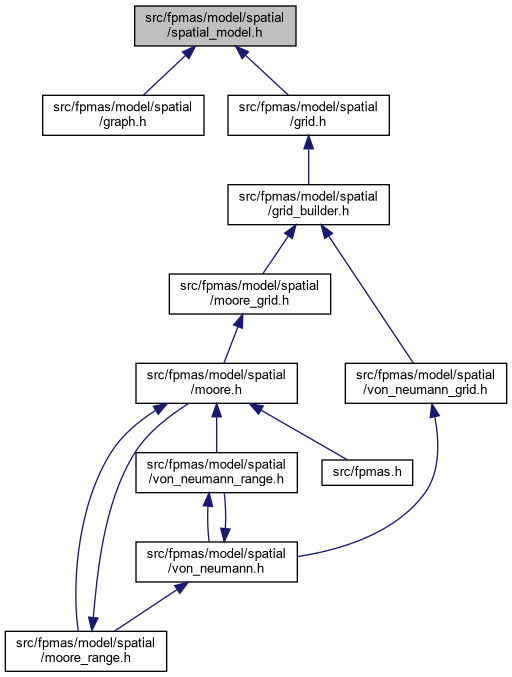 src/fpmas/model/spatial
/spatial_model.h
src/fpmas/model/spatial
/graph.h
src/fpmas/model/spatial
/grid.h
src/fpmas/model/spatial
/grid_builder.h
src/fpmas/model/spatial
/moore_grid.h
src/fpmas/model/spatial
/moore.h
src/fpmas/model/spatial
/von_neumann_grid.h
src/fpmas/model/spatial
/von_neumann_range.h
src/fpmas.h
src/fpmas/model/spatial
/von_neumann.h
src/fpmas/model/spatial
/moore_range.h